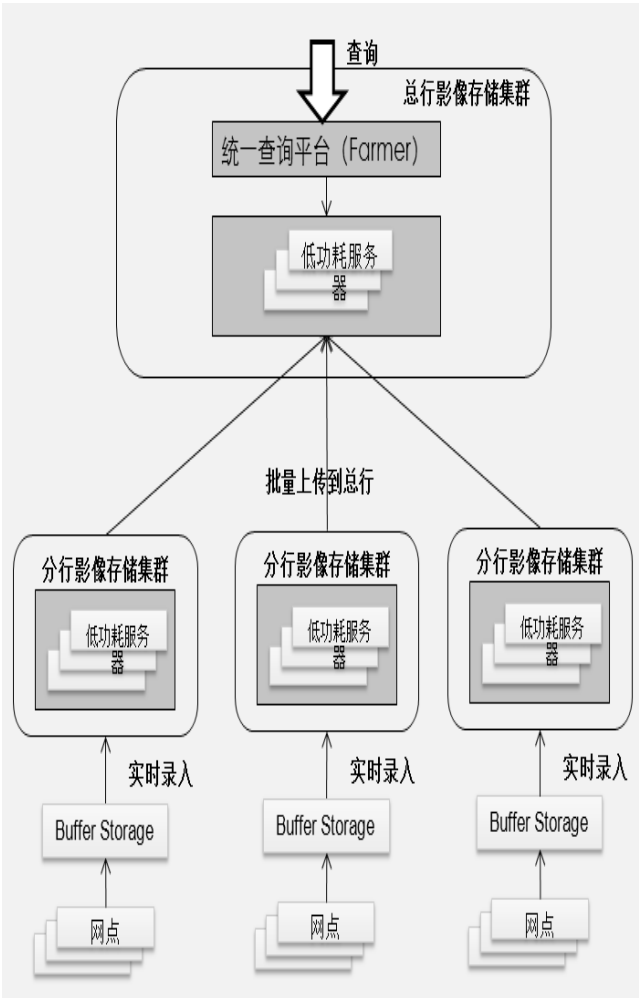 查询
总行影像存储集群
统一查询平台（Farmer）
低功耗服务
器
批量上传到总行
分行影像存储集群
分行影像存储集群
分行影像存储集群
低功耗服务
器
低功耗服务
器
低功耗服务
器
实时录入
实时录入
实时录入
Buffer Storage
Buffer Storage
Buffer Storage
网点
网点
网点